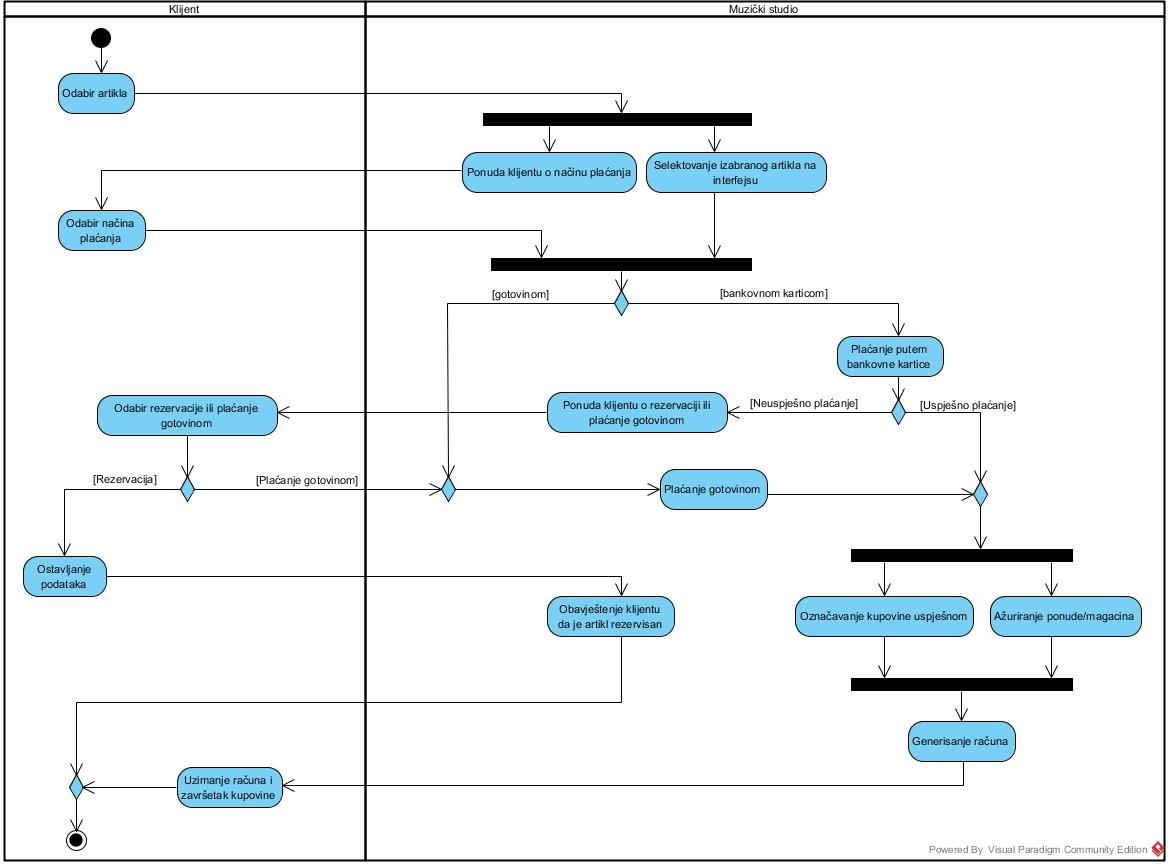 Klijent
Muzički studio
Odabir artikla
Ponuda klijentu o načinu plaćanja
Selektovanje izabranog artikla na
interfejsu
Odabir načina
plaćanja
[gotovinom]
[bankovnom karticom]
Plaćanje putem
bankovne kartice
Odabir rezervacije ili plaćanje
gotovinom
Ponuda klijentu o rezervaciji ili
plaćanje gotovinom
[Neuspješno plaćanje]
[Uspješno plaćanje]
[Rezervacija]
[Plaćanje gotovinom]
Plaćanje gotovinom
Ostavljanje
podataka
Obavještenje klijentu
da je artikl rezervisan
Označavanje kupovine uspješnom
Ažuriranje ponude/magacina
Generisanje računa
Uzimanje računa i
završetak kupovine
Powered By Visual Paradigm Community Edition